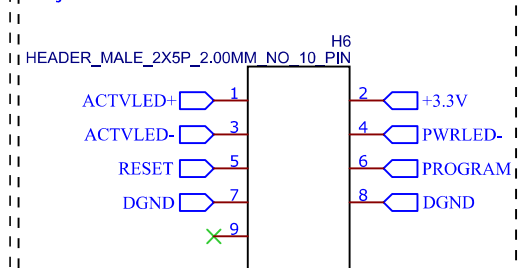 H6
HEADER_MALE_2X5P_2.00MM_NO_10_PIN
ACTVLED+ 1 2 +3.3V
ACTVLED- 3 4 PWRLED-
RESET 5 6 PROGRAM
DGND 7 8 DGND
9